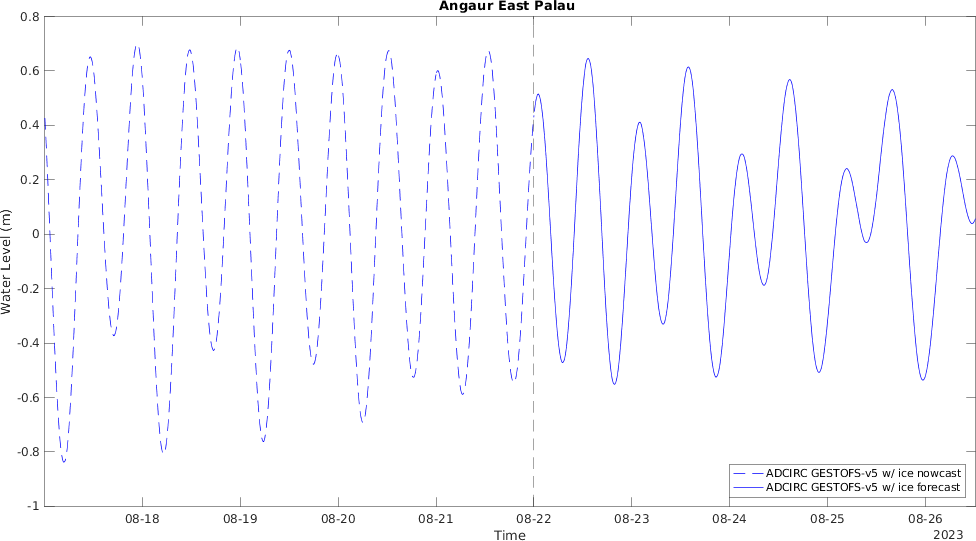 Angaur East Palau
0.8
0.6
0.4
0.2
0
-0.2
-0.4
-0.6
-0.8
-1
Water Level (m)
08-18 08-19 08-20 08-21 08-22 08-23 08-24 08-25 08-26
Time
2023
ADCIRC GESTOFS-v5 w/ ice nowcast
ADCIRC GESTOFS-v5 w/ ice forecast